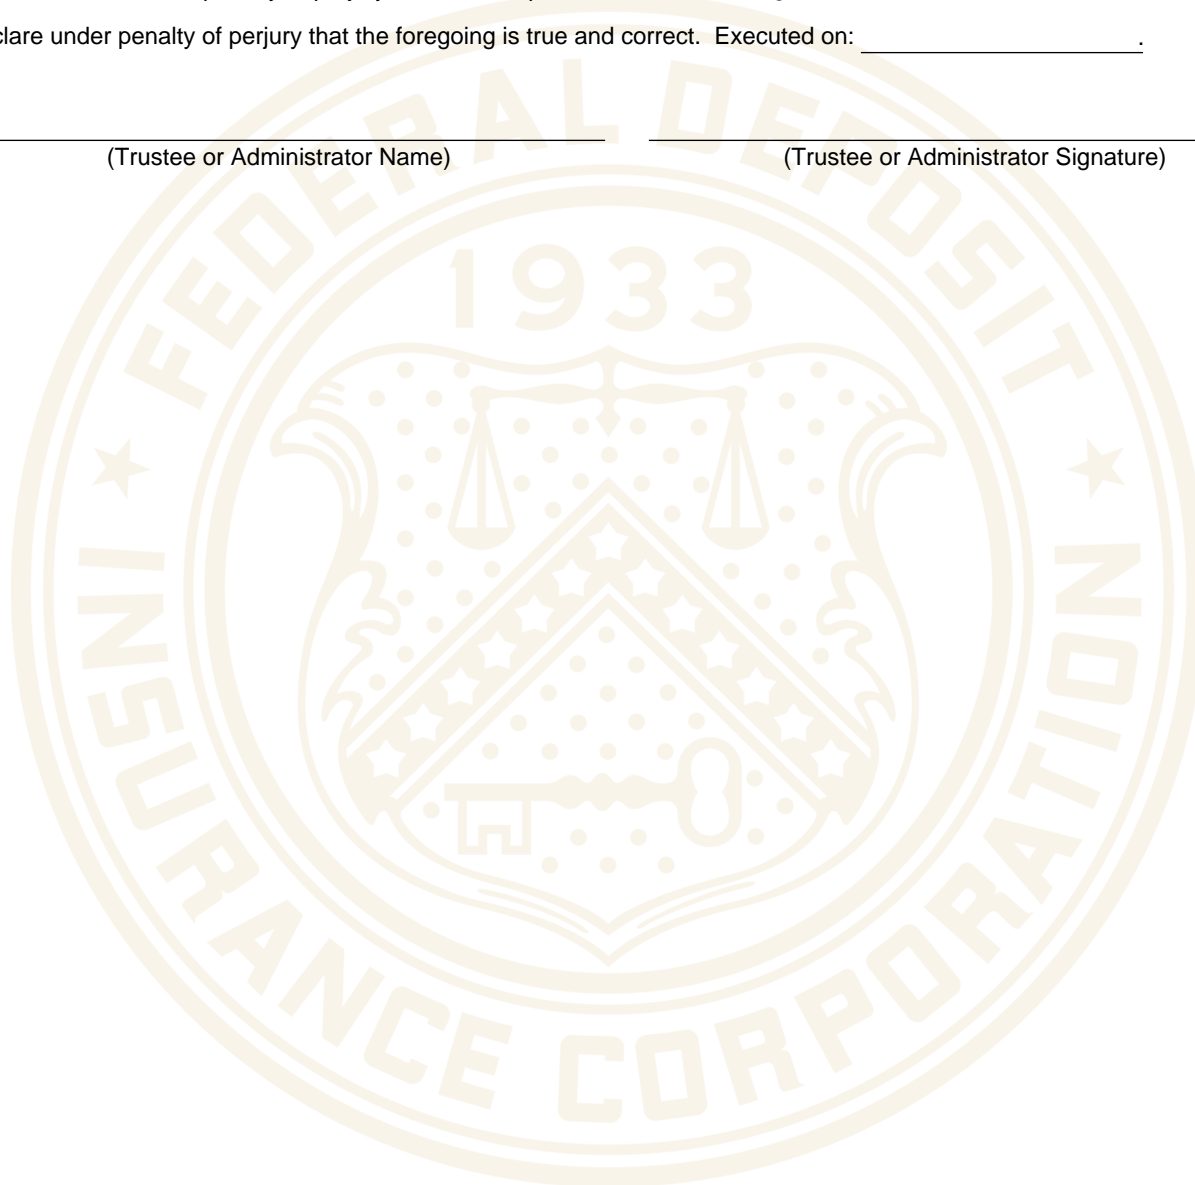 clare under penalty of perjury that the foregoing is true and correct.  Executed on: .
(Trustee or Administrator Name) (Trustee or Administrator Signature)
FEDERAL DEPOSIT
1933
INSURANCE CORPORATION